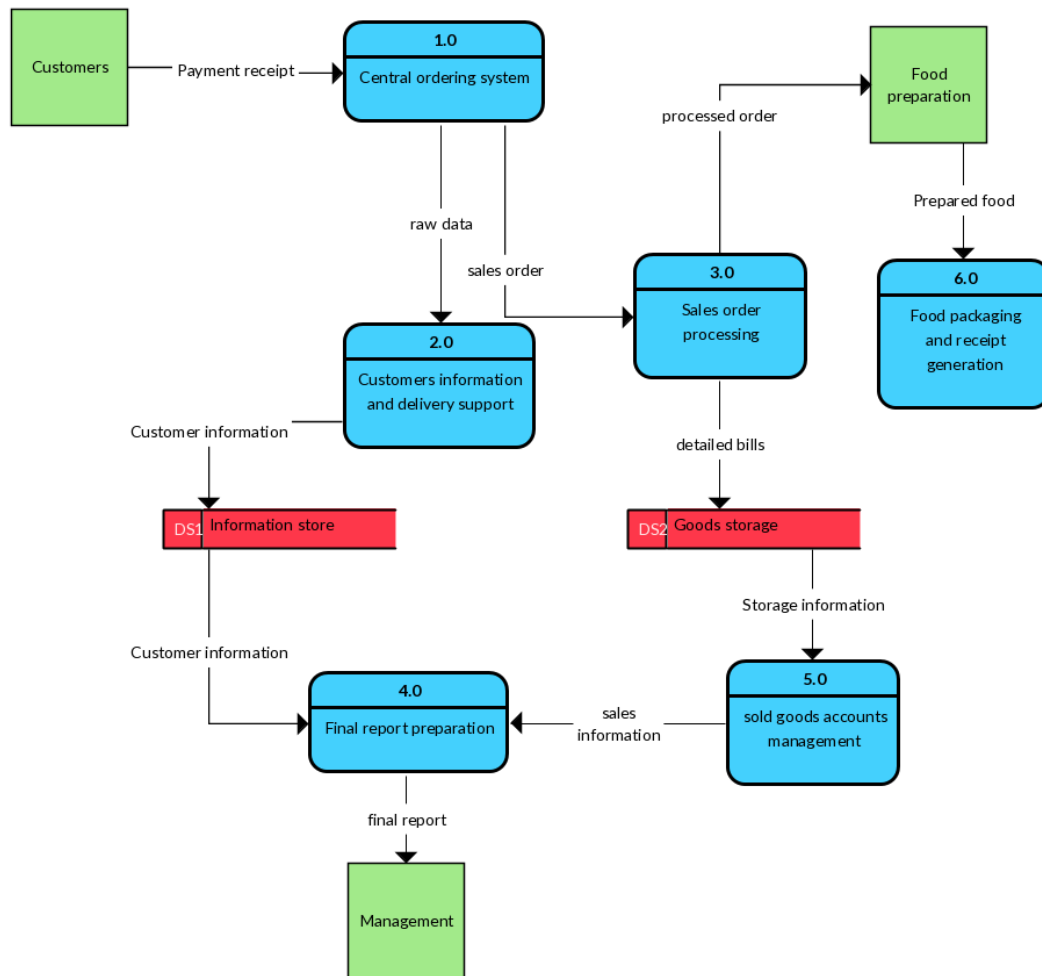 1.0
Customers
Payment receipt
Central ordering system
Food
preparation
processed order
Prepared food
raw data
sales order
3.0
Sales order
processing
6.0
Food packaging
and receipt
generation
2.0
Customers information
and delivery support
Customer information
detailed bills
DS1 Information store
DS2 Goods storage
Storage information
Customer information
4.0
Final report preparation
sales
information
5.0
sold goods accounts
management
final report
Management